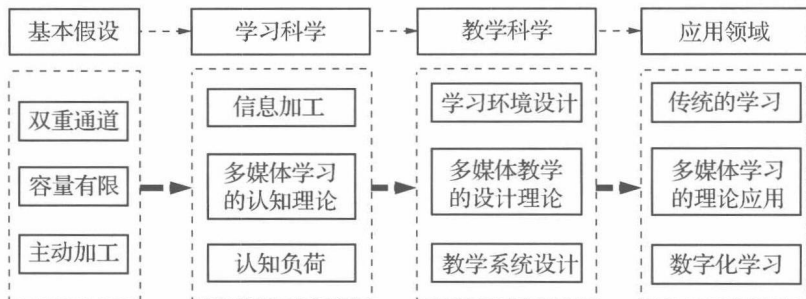 基本假设
学习科学
教学科学
应用领域
双重通道
容量有限
主动加工
信息加工
多媒体学习
的认知理论
认知负荷
学习环境设计
多媒体教学
的设计理论
教学系统设计
传统的学习
多媒体学习
的理论应用
数字化学习